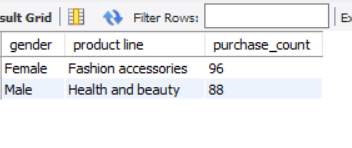 sult Grid Filter Rows: Ex
gender product line purchase_count
Female Fashion accessories 96
Male Health and beauty 88